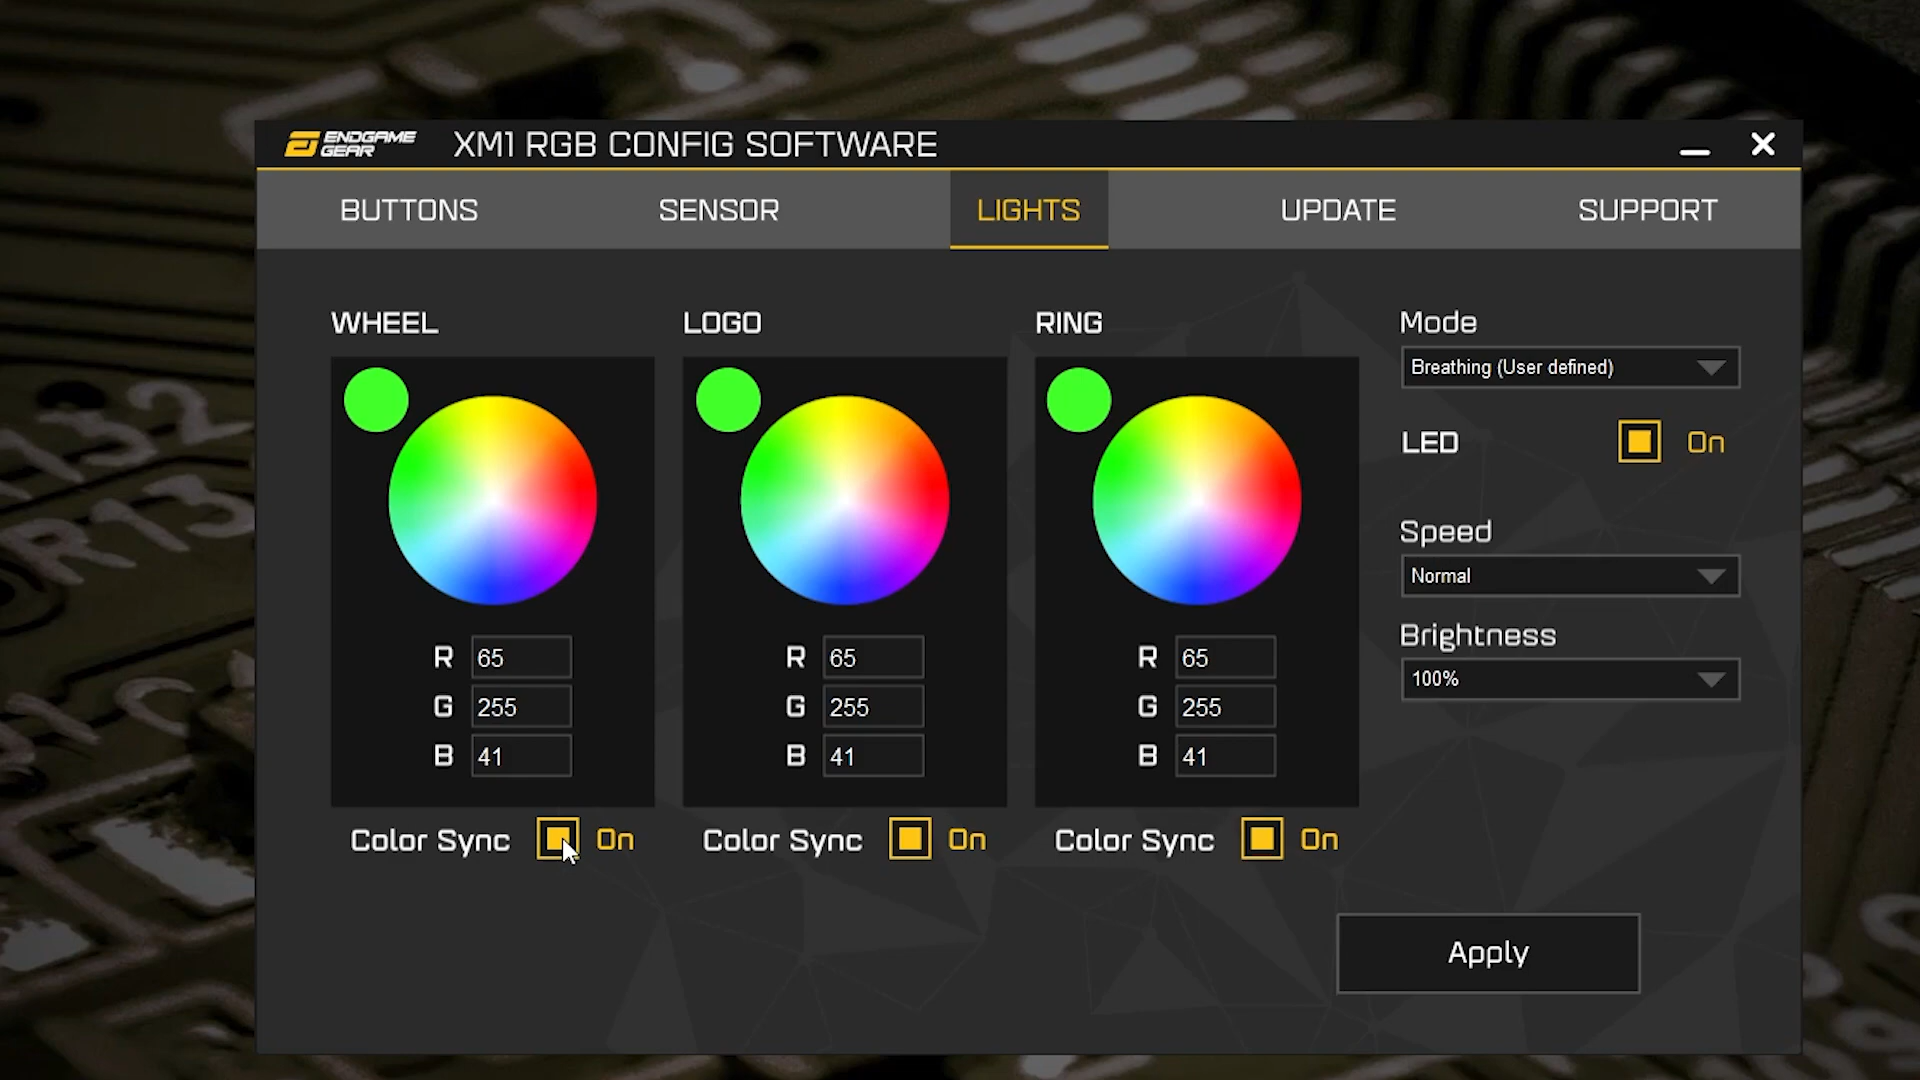 ENDGAME GEAR
XM1 RGB CONFIG SOFTWARE
BUTTONS SENSOR LIGHTS UPDATE SUPPORT
WHEEL LOGO RING Mode
Breathing (User defined)
LED On
Speed
Normal
Brightness
100%
R 65 R 65 R 65
G 255 G 255 G 255
B 41 B 41 B 41
Color Sync On Color Sync On Color Sync On
Apply
R13